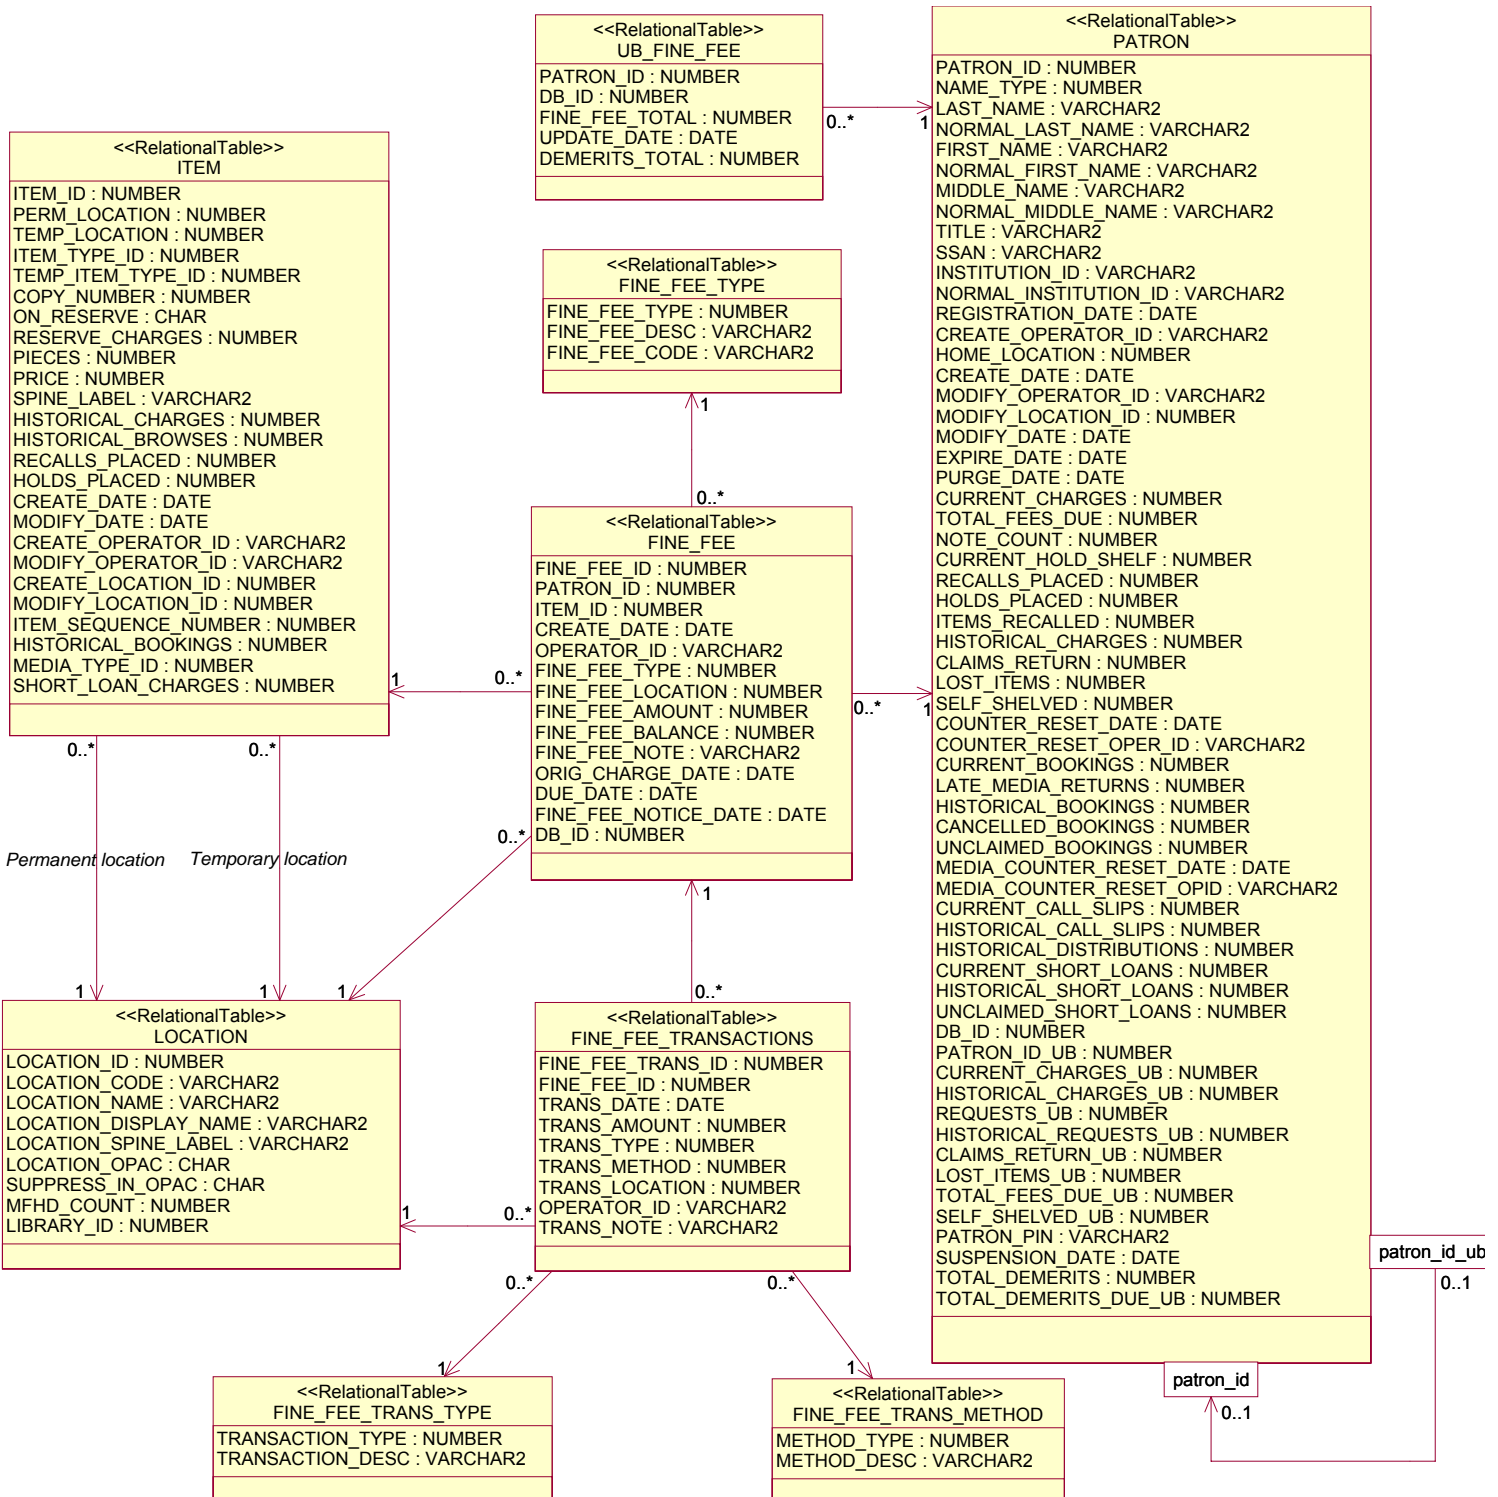 <<RelationalTable>>
UB_FINE_FEE
PATRON_ID : NUMBER
DB_ID : NUMBER
FINE_FEE_TOTAL : NUMBER
UPDATE_DATE : DATE
DEMERITS_TOTAL : NUMBER
0..*
1
<<RelationalTable>>
PATRON
PATRON_ID : NUMBER
NAME_TYPE : NUMBER
LAST_NAME : VARCHAR2
NORMAL_LAST_NAME : VARCHAR2
FIRST_NAME : VARCHAR2
NORMAL_FIRST_NAME : VARCHAR2
MIDDLE_NAME : VARCHAR2
NORMAL_MIDDLE_NAME : VARCHAR2
TITLE : VARCHAR2
SSAN : VARCHAR2
INSTITUTION_ID : VARCHAR2
NORMAL_INSTITUTION_ID : VARCHAR2
REGISTRATION_DATE : DATE
CREATE_OPERATOR_ID : VARCHAR2
HOME_LOCATION : NUMBER
CREATE_DATE : DATE
MODIFY_OPERATOR_ID : VARCHAR2
MODIFY_LOCATION_ID : NUMBER
MODIFY_DATE : DATE
EXPIRE_DATE : DATE
PURGE_DATE : DATE
CURRENT_CHARGES : NUMBER
TOTAL_FEES_DUE : NUMBER
NOTE_COUNT : NUMBER
CURRENT_HOLD_SHELF : NUMBER
RECALLS_PLACED : NUMBER
HOLDS_PLACED : NUMBER
ITEMS_RECALLED : NUMBER
HISTORICAL_CHARGES : NUMBER
CLAIMS_RETURN : NUMBER
LOST_ITEMS : NUMBER
SELF_SHELVED : NUMBER
COUNTER_RESET_DATE : DATE
COUNTER_RESET_OPER_ID : VARCHAR2
CURRENT_BOOKINGS : NUMBER
LATE_MEDIA_RETURNS : NUMBER
HISTORICAL_BOOKINGS : NUMBER
CANCELLED_BOOKINGS : NUMBER
UNCLAIMED_BOOKINGS : NUMBER
MEDIA_COUNTER_RESET_DATE : DATE
MEDIA_COUNTER_RESET_OPID : VARCHAR2
CURRENT_CALL_SLIPS : NUMBER
HISTORICAL_CALL_SLIPS : NUMBER
HISTORICAL_DISTRIBUTIONS : NUMBER
CURRENT_SHORT_LOANS : NUMBER
HISTORICAL_SHORT_LOANS : NUMBER
UNCLAIMED_SHORT_LOANS : NUMBER
DB_ID : NUMBER
PATRON_ID_UB : NUMBER
CURRENT_CHARGES_UB : NUMBER
HISTORICAL_CHARGES_UB : NUMBER
REQUESTS_UB : NUMBER
HISTORICAL_REQUESTS_UB : NUMBER
CLAIMS_RETURN_UB : NUMBER
LOST_ITEMS_UB : NUMBER
TOTAL_FEES_DUE_UB : NUMBER
SELF_SHELVED_UB : NUMBER
PATRON_PIN : VARCHAR2
SUSPENSION_DATE : DATE
TOTAL_DEMERITS : NUMBER
TOTAL_DEMERITS_DUE_UB : NUMBER
patron_id_ub
0..1
patron_id
0..1
<<RelationalTable>>
ITEM
ITEM_ID : NUMBER
PERM_LOCATION : NUMBER
TEMP_LOCATION : NUMBER
ITEM_TYPE_ID : NUMBER
TEMP_ITEM_TYPE_ID : NUMBER
COPY_NUMBER : NUMBER
ON_RESERVE : CHAR
RESERVE_CHARGES : NUMBER
PIECES : NUMBER
PRICE : NUMBER
SPINE_LABEL : VARCHAR2
HISTORICAL_CHARGES : NUMBER
HISTORICAL_BROWSES : NUMBER
RECALLS_PLACED : NUMBER
HOLDS_PLACED : NUMBER
CREATE_DATE : DATE
MODIFY_DATE : DATE
CREATE_OPERATOR_ID : VARCHAR2
MODIFY_OPERATOR_ID : VARCHAR2
CREATE_LOCATION_ID : NUMBER
MODIFY_LOCATION_ID : NUMBER
ITEM_SEQUENCE_NUMBER : NUMBER
HISTORICAL_BOOKINGS : NUMBER
MEDIA_TYPE_ID : NUMBER
SHORT_LOAN_CHARGES : NUMBER
1
0..*
0..*
0..*
Permanent location
Temporary location
1
1
1
<<RelationalTable>>
FINE_FEE_TYPE
FINE_FEE_TYPE : NUMBER
FINE_FEE_DESC : VARCHAR2
FINE_FEE_CODE : VARCHAR2
1
0..*
<<RelationalTable>>
FINE_FEE
FINE_FEE_ID : NUMBER
PATRON_ID : NUMBER
ITEM_ID : NUMBER
CREATE_DATE : DATE
OPERATOR_ID : VARCHAR2
FINE_FEE_TYPE : NUMBER
FINE_FEE_LOCATION : NUMBER
FINE_FEE_AMOUNT : NUMBER
FINE_FEE_BALANCE : NUMBER
FINE_FEE_NOTE : VARCHAR2
ORIG_CHARGE_DATE : DATE
DUE_DATE : DATE
FINE_FEE_NOTICE_DATE : DATE
DB_ID : NUMBER
0..*
1
0..*
1
0..*
<<RelationalTable>>
LOCATION
LOCATION_ID : NUMBER
LOCATION_CODE : VARCHAR2
LOCATION_NAME : VARCHAR2
LOCATION_DISPLAY_NAME : VARCHAR2
LOCATION_SPINE_LABEL : VARCHAR2
LOCATION_OPAC : CHAR
SUPPRESS_IN_OPAC : CHAR
MFHD_COUNT : NUMBER
LIBRARY_ID : NUMBER
1
0..*
<<RelationalTable>>
FINE_FEE_TRANSACTIONS
FINE_FEE_TRANS_ID : NUMBER
FINE_FEE_ID : NUMBER
TRANS_DATE : DATE
TRANS_AMOUNT : NUMBER
TRANS_TYPE : NUMBER
TRANS_METHOD : NUMBER
TRANS_LOCATION : NUMBER
OPERATOR_ID : VARCHAR2
TRANS_NOTE : VARCHAR2
0..*
0..*
1
1
<<RelationalTable>>
FINE_FEE_TRANS_TYPE
TRANSACTION_TYPE : NUMBER
TRANSACTION_DESC : VARCHAR2
<<RelationalTable>>
FINE_FEE_TRANS_METHOD
METHOD_TYPE : NUMBER
METHOD_DESC : VARCHAR2